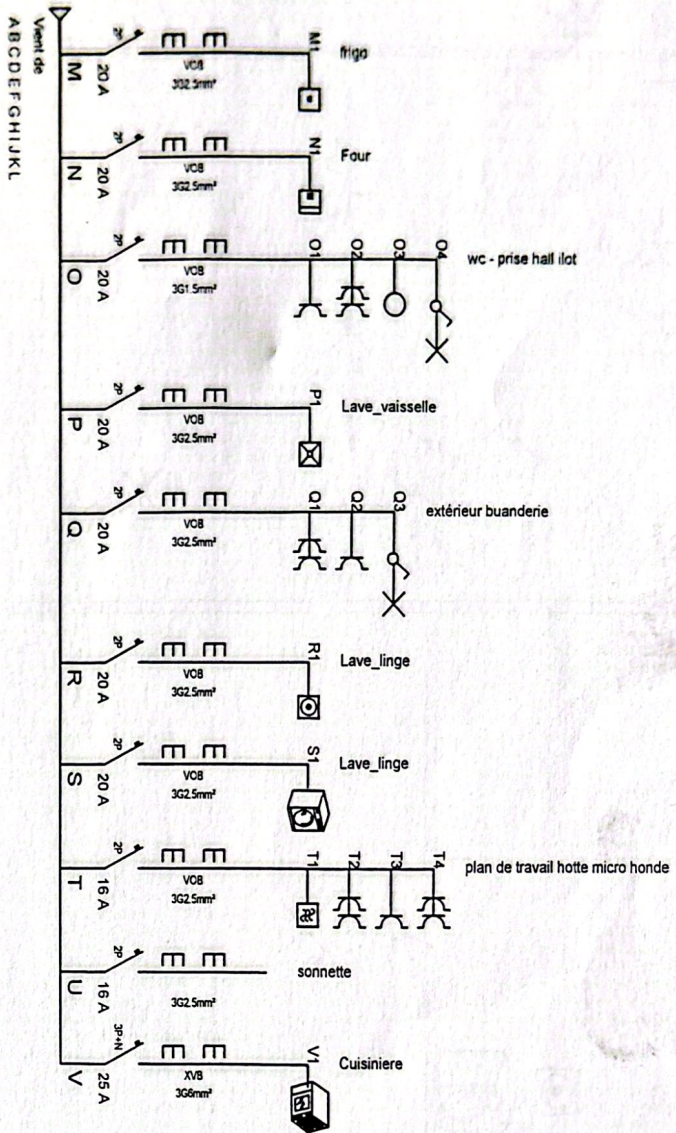 Vient de
A B C D E F G H I J K L
M
20 A
2P
VOB
3G2.5mm²
M1
frigo
N
20 A
2P
VOB
3G2.5mm²
N1
Four
O
20 A
2P
VOB
3G1.5mm²
O1
O2
O3
O4
wc - prise hall ilot
P
20 A
2P
VOB
3G2.5mm²
P1
Lave_vaisselle
Q
20 A
2P
VOB
3G2.5mm²
Q1
Q2
Q3
extérieur buanderie
R
20 A
2P
VOB
3G2.5mm²
R1
Lave_linge
S
20 A
2P
VOB
3G2.5mm²
S1
Lave_linge
T
16 A
2P
VOB
3G2.5mm²
T1
T2
T3
T4
plan de travail hotte micro honde
U
16 A
2P
3G2.5mm²
sonnette
V
25 A
3P+N
XVB
3G6mm²
V1
Cuisiniere